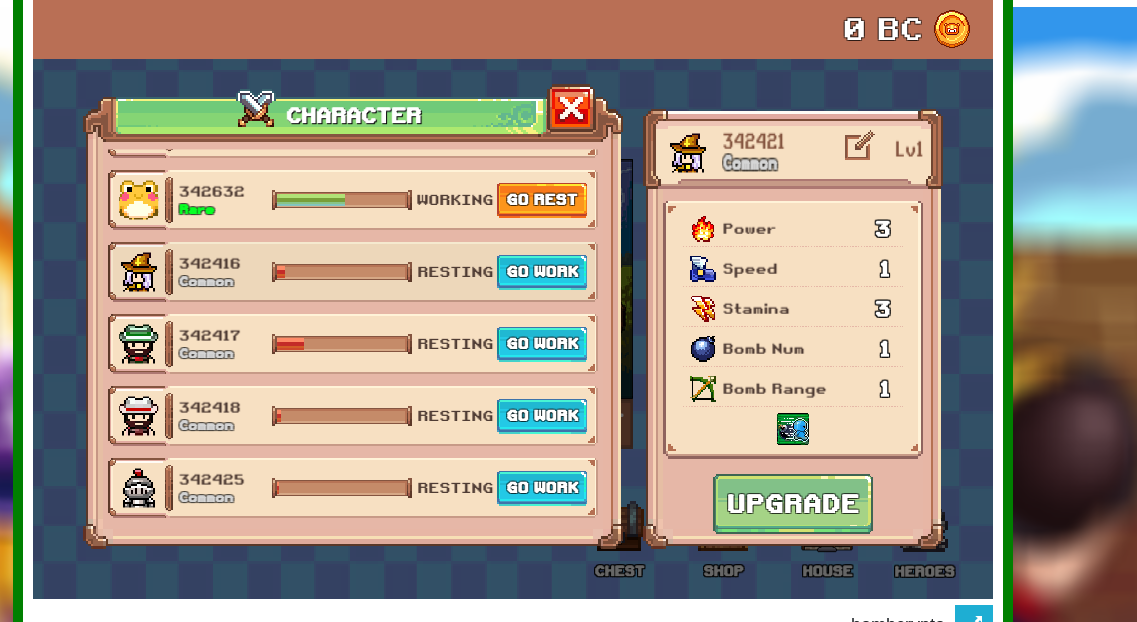 0 BC
CHARACTER
342632
Rare
WORKING
GO REST
342416
Common
RESTING
GO WORK
342417
Common
RESTING
GO WORK
342418
Common
RESTING
GO WORK
342425
Common
RESTING
GO WORK
342421
Common
Lv1
Power 3
Speed 1
Stamina 3
Bomb Num 1
Bomb Range 1
UPGRADE
CHEST
SHOP
HOUSE
HEROES